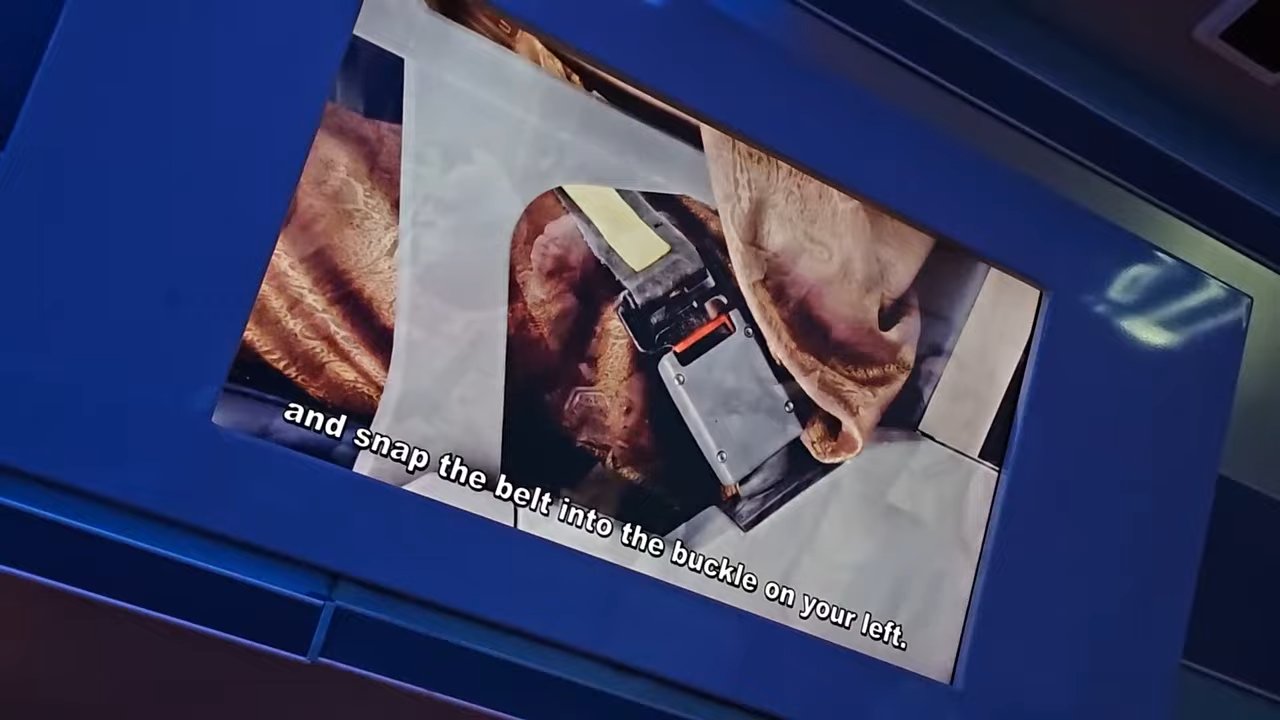 and snap the belt into the buckle on your left.